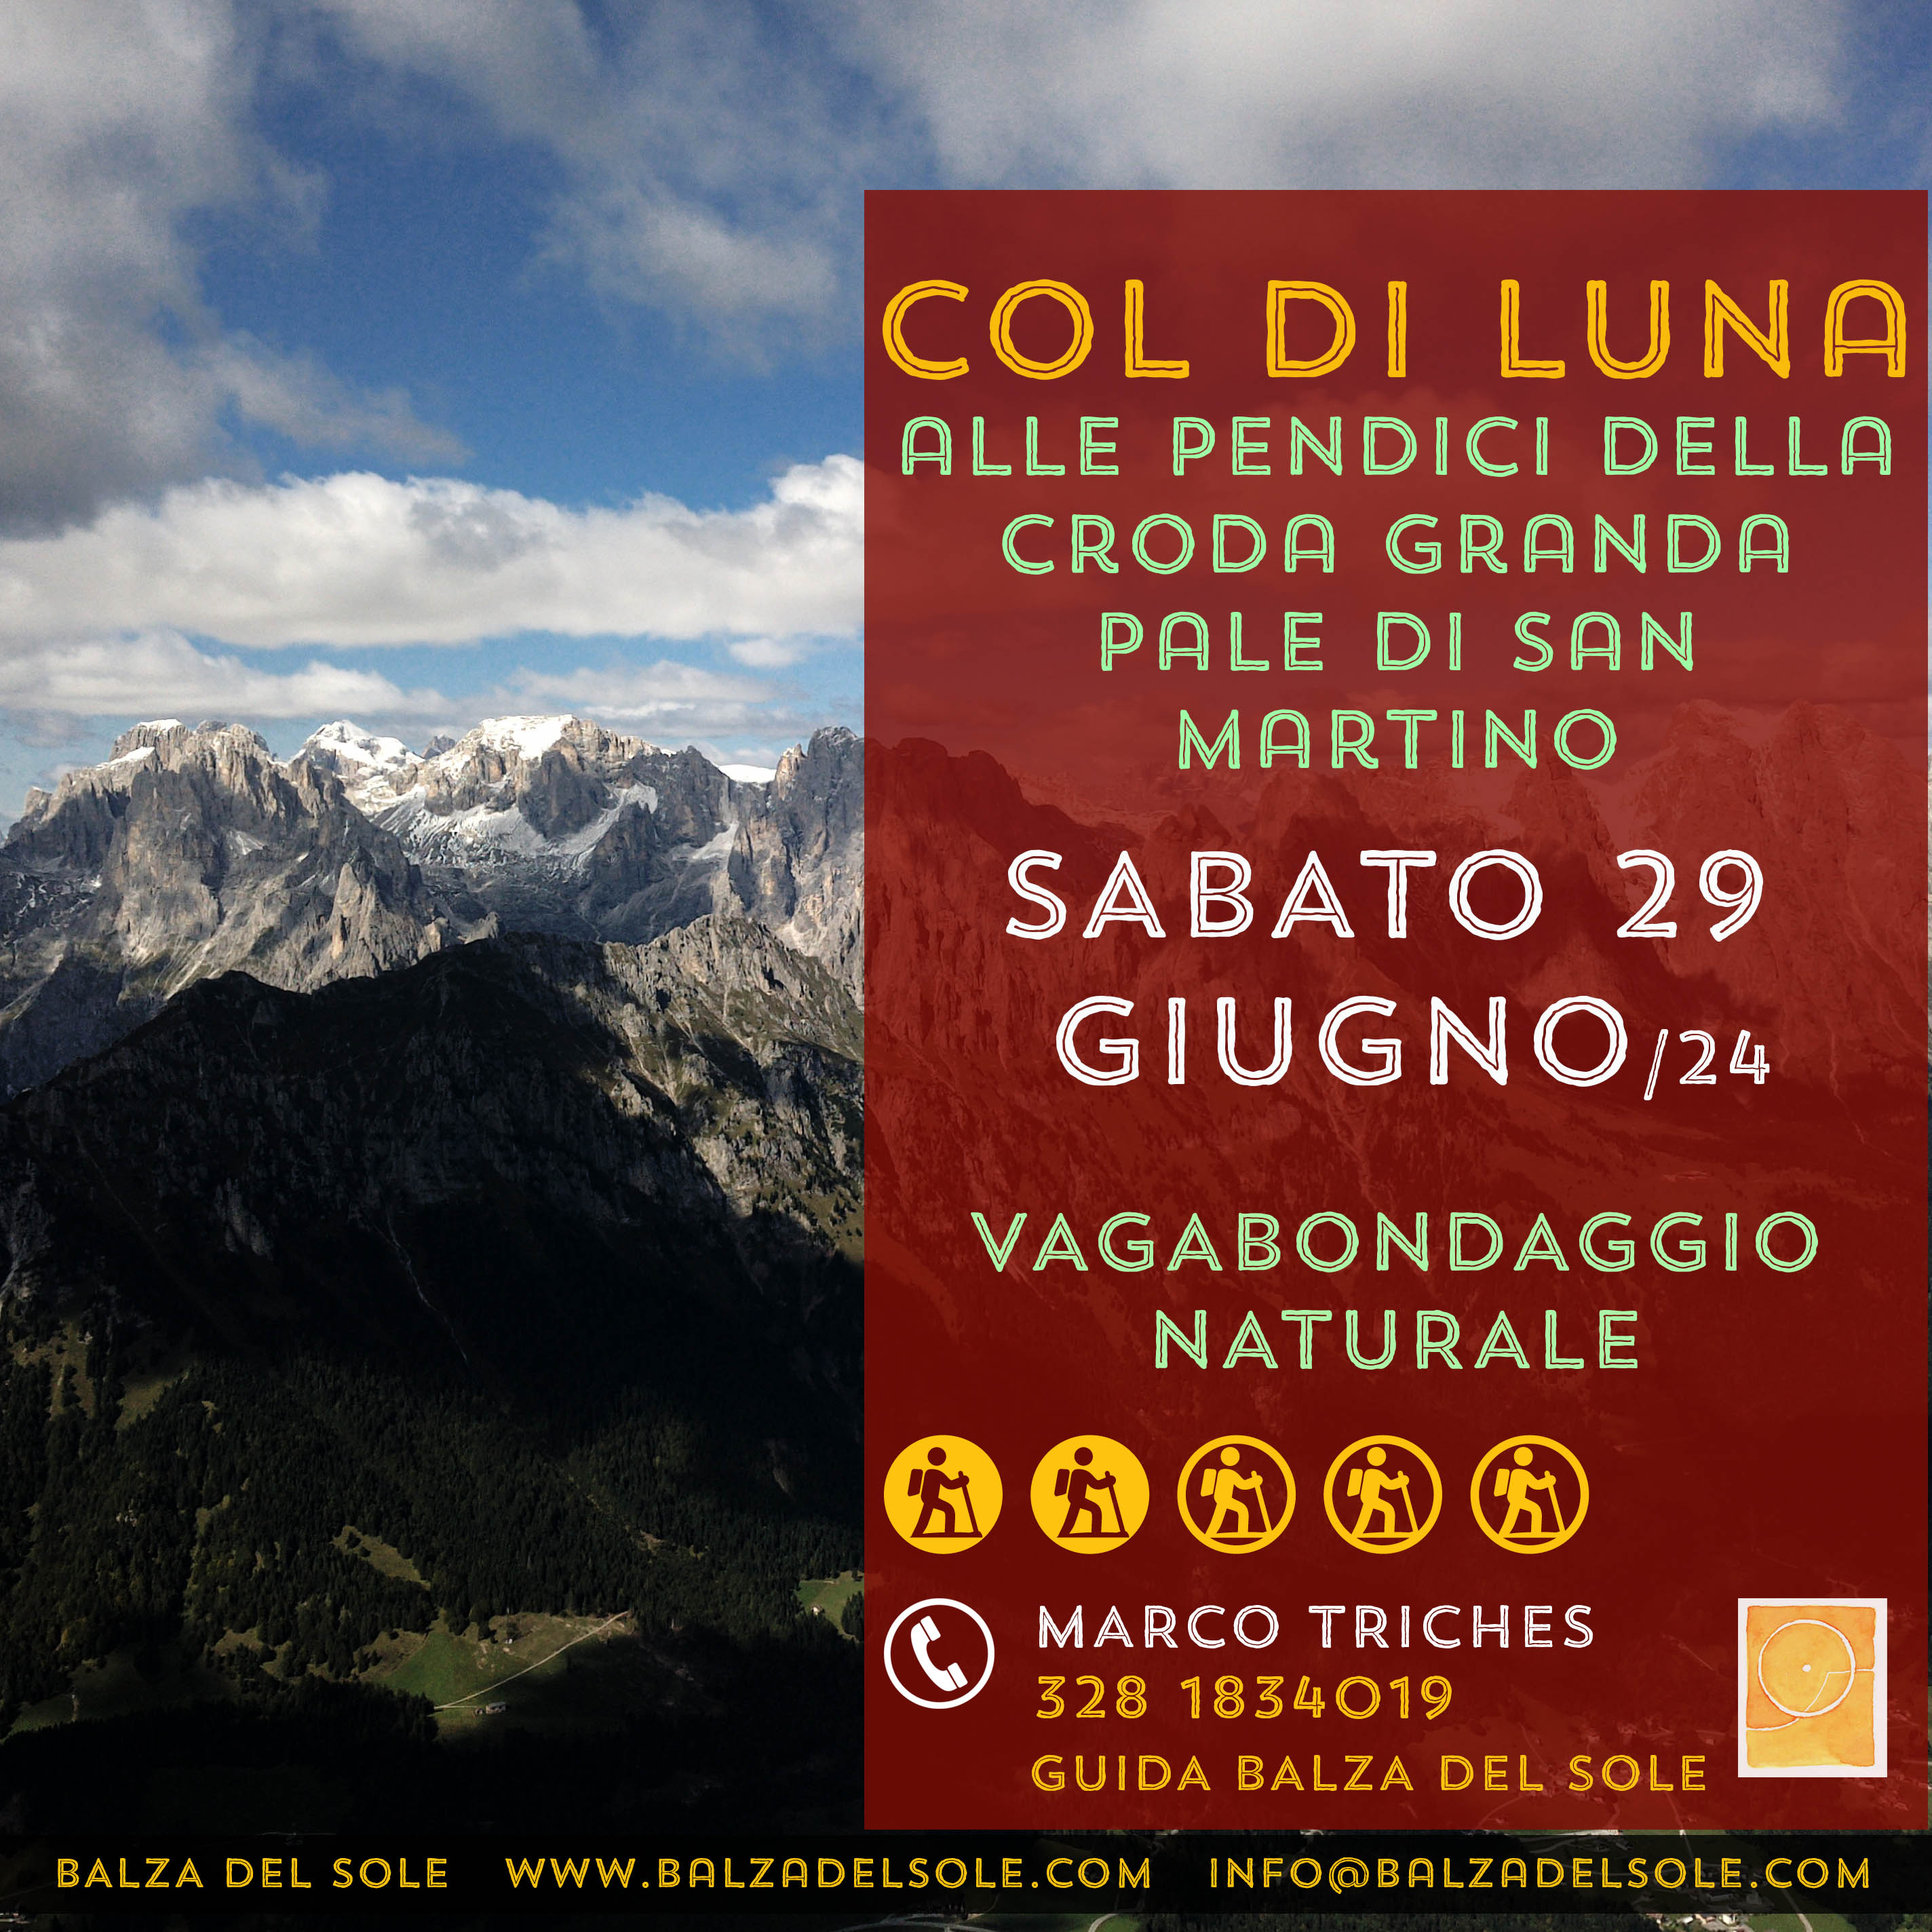 COL DI LUNA
ALLE PENDICI DELLA
CRODA GRANDA
PALE DI SAN
MARTINO
SABATO 29
GIUGNO/24
VAGABONDAGGIO
NATURALE
MARCO TRICHES
328 1834019
GUIDA BALZA DEL SOLE
BALZA DEL SOLE WWW.BALZADELSOLE.COM INFO@BALZADELSOLE.COM